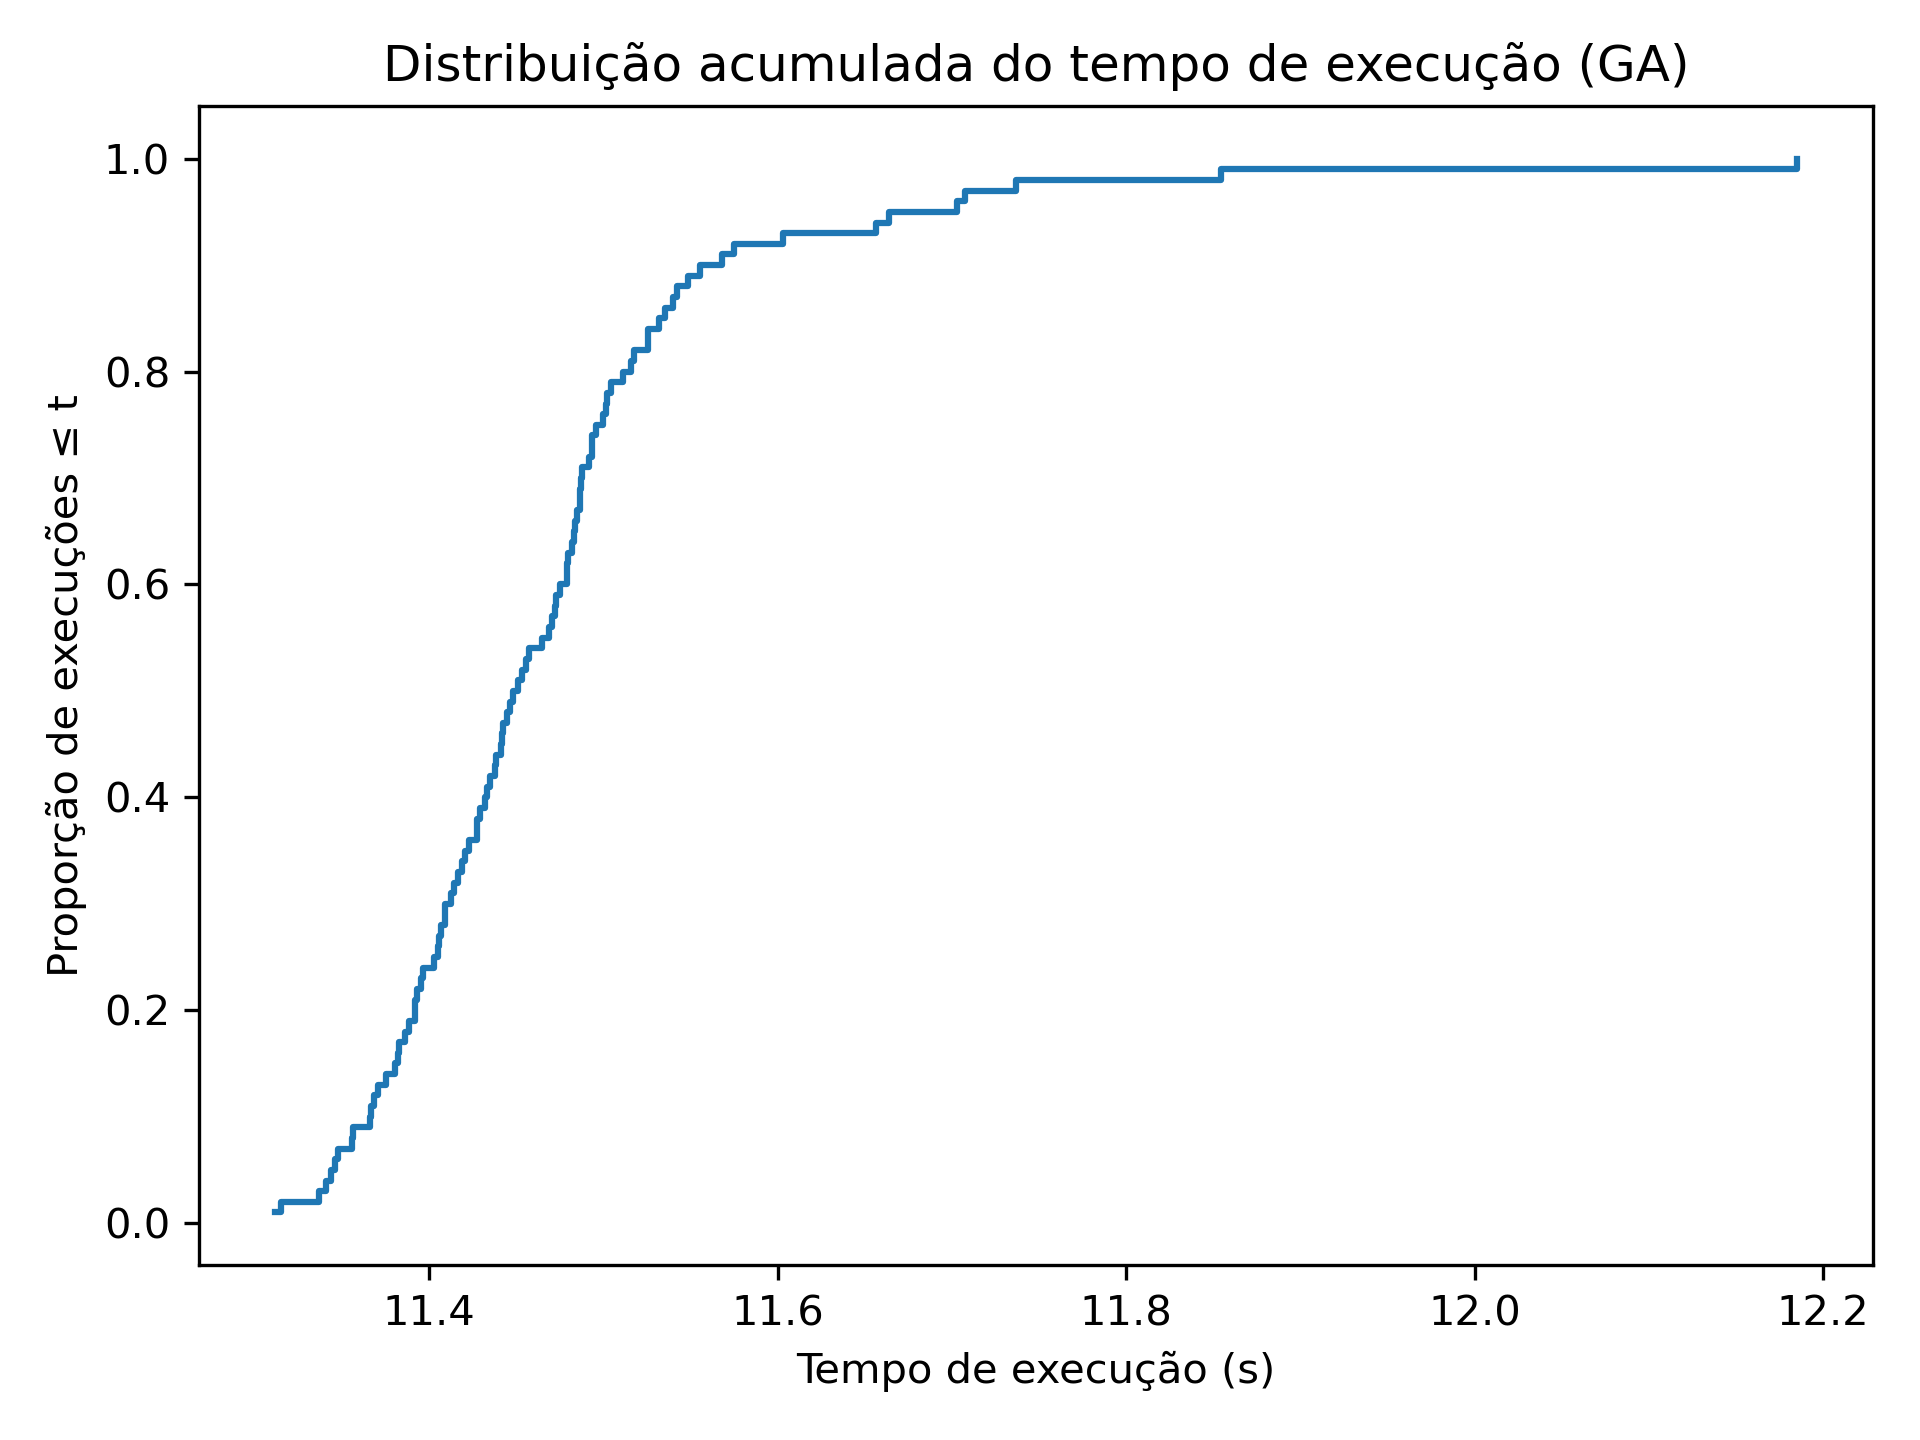 Distribuição acumulada do tempo de execução (GA)
Proporção de execuções ≤ t
1.0
0.8
0.6
0.4
0.2
0.0
11.4 11.6 11.8 12.0 12.2
Tempo de execução (s)